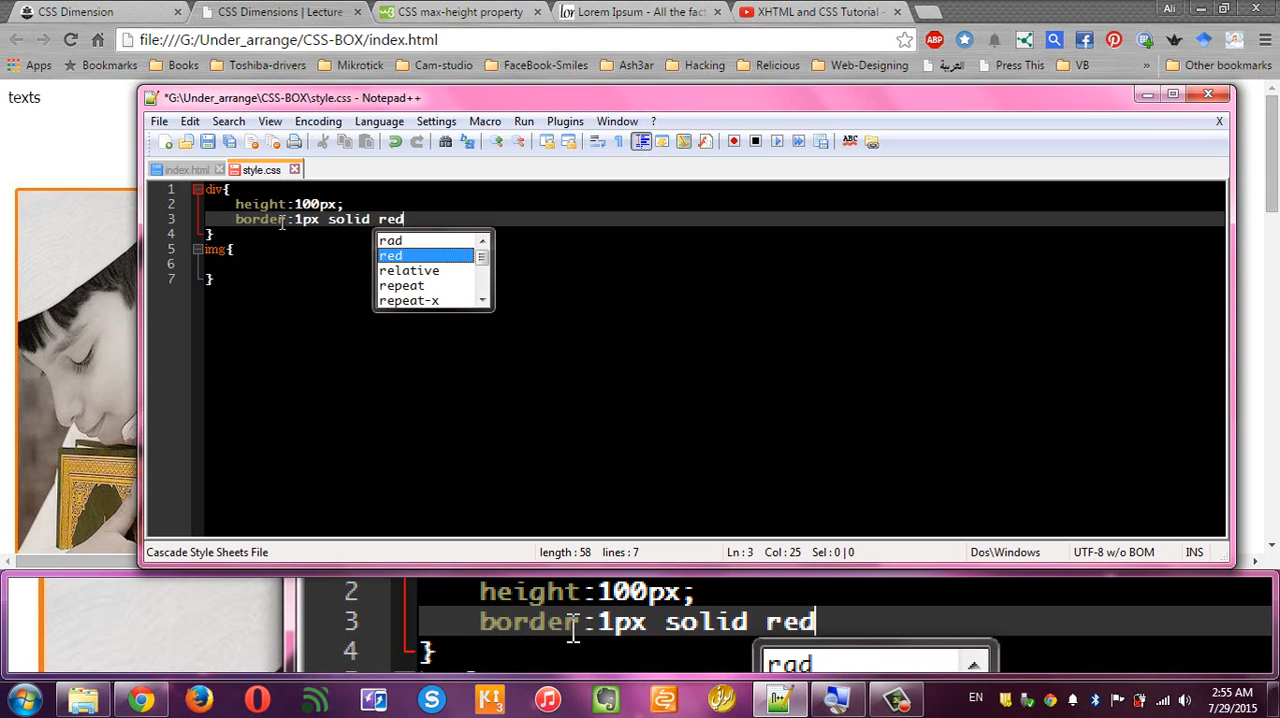 CSS Dimension
CSS Dimensions | Lecture
CSS max-height property
Lorem Ipsum - All the fact
XHTML and CSS Tutorial -
Ali
file:///G:/Under_arrange/CSS-BOX/index.html
ABP
Apps Bookmarks Books Toshiba-drivers Mikrotick Cam-studio FaceBook-Smiles Ash3ar Hacking Relicious Web-Designing العربية Press This VB » Other bookmarks
texts
*G:\Under_arrange\CSS-BOX\style.css - Notepad++
File Edit Search View Encoding Language Settings Macro Run Plugins Window ? X
index.html style.css
1 div{
2 height:100px;
3 border:1px solid red
4 }
5 img{
6
7 }
rad
red
relative
repeat
repeat-x
Cascade Style Sheets File length : 58 lines : 7 Ln : 3 Col : 25 Sel : 0 | 0 Dos\Windows UTF-8 w/o BOM INS
2 height:100px;
3 border:1px solid red
4 }
rad
EN
2:55 AM
7/29/2015